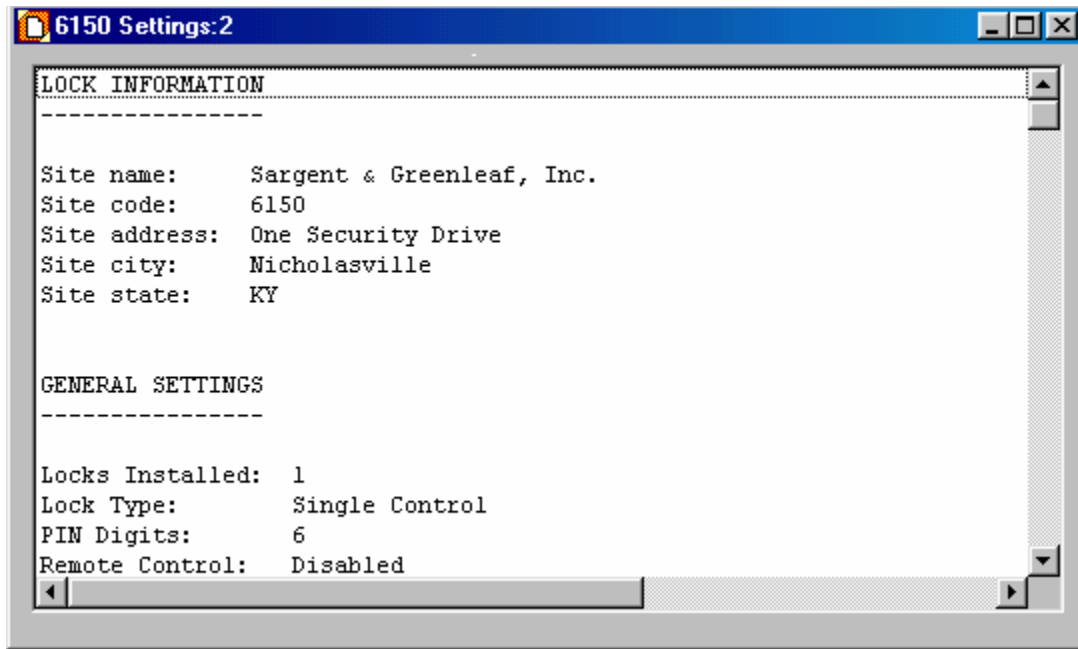 6150 Settings:2
LOCK INFORMATION
----------------
Site name: Sargent & Greenleaf, Inc.
Site code: 6150
Site address: One Security Drive
Site city: Nicholasville
Site state: KY
GENERAL SETTINGS
----------------
Locks Installed: 1
Lock Type: Single Control
PIN Digits: 6
Remote Control: Disabled